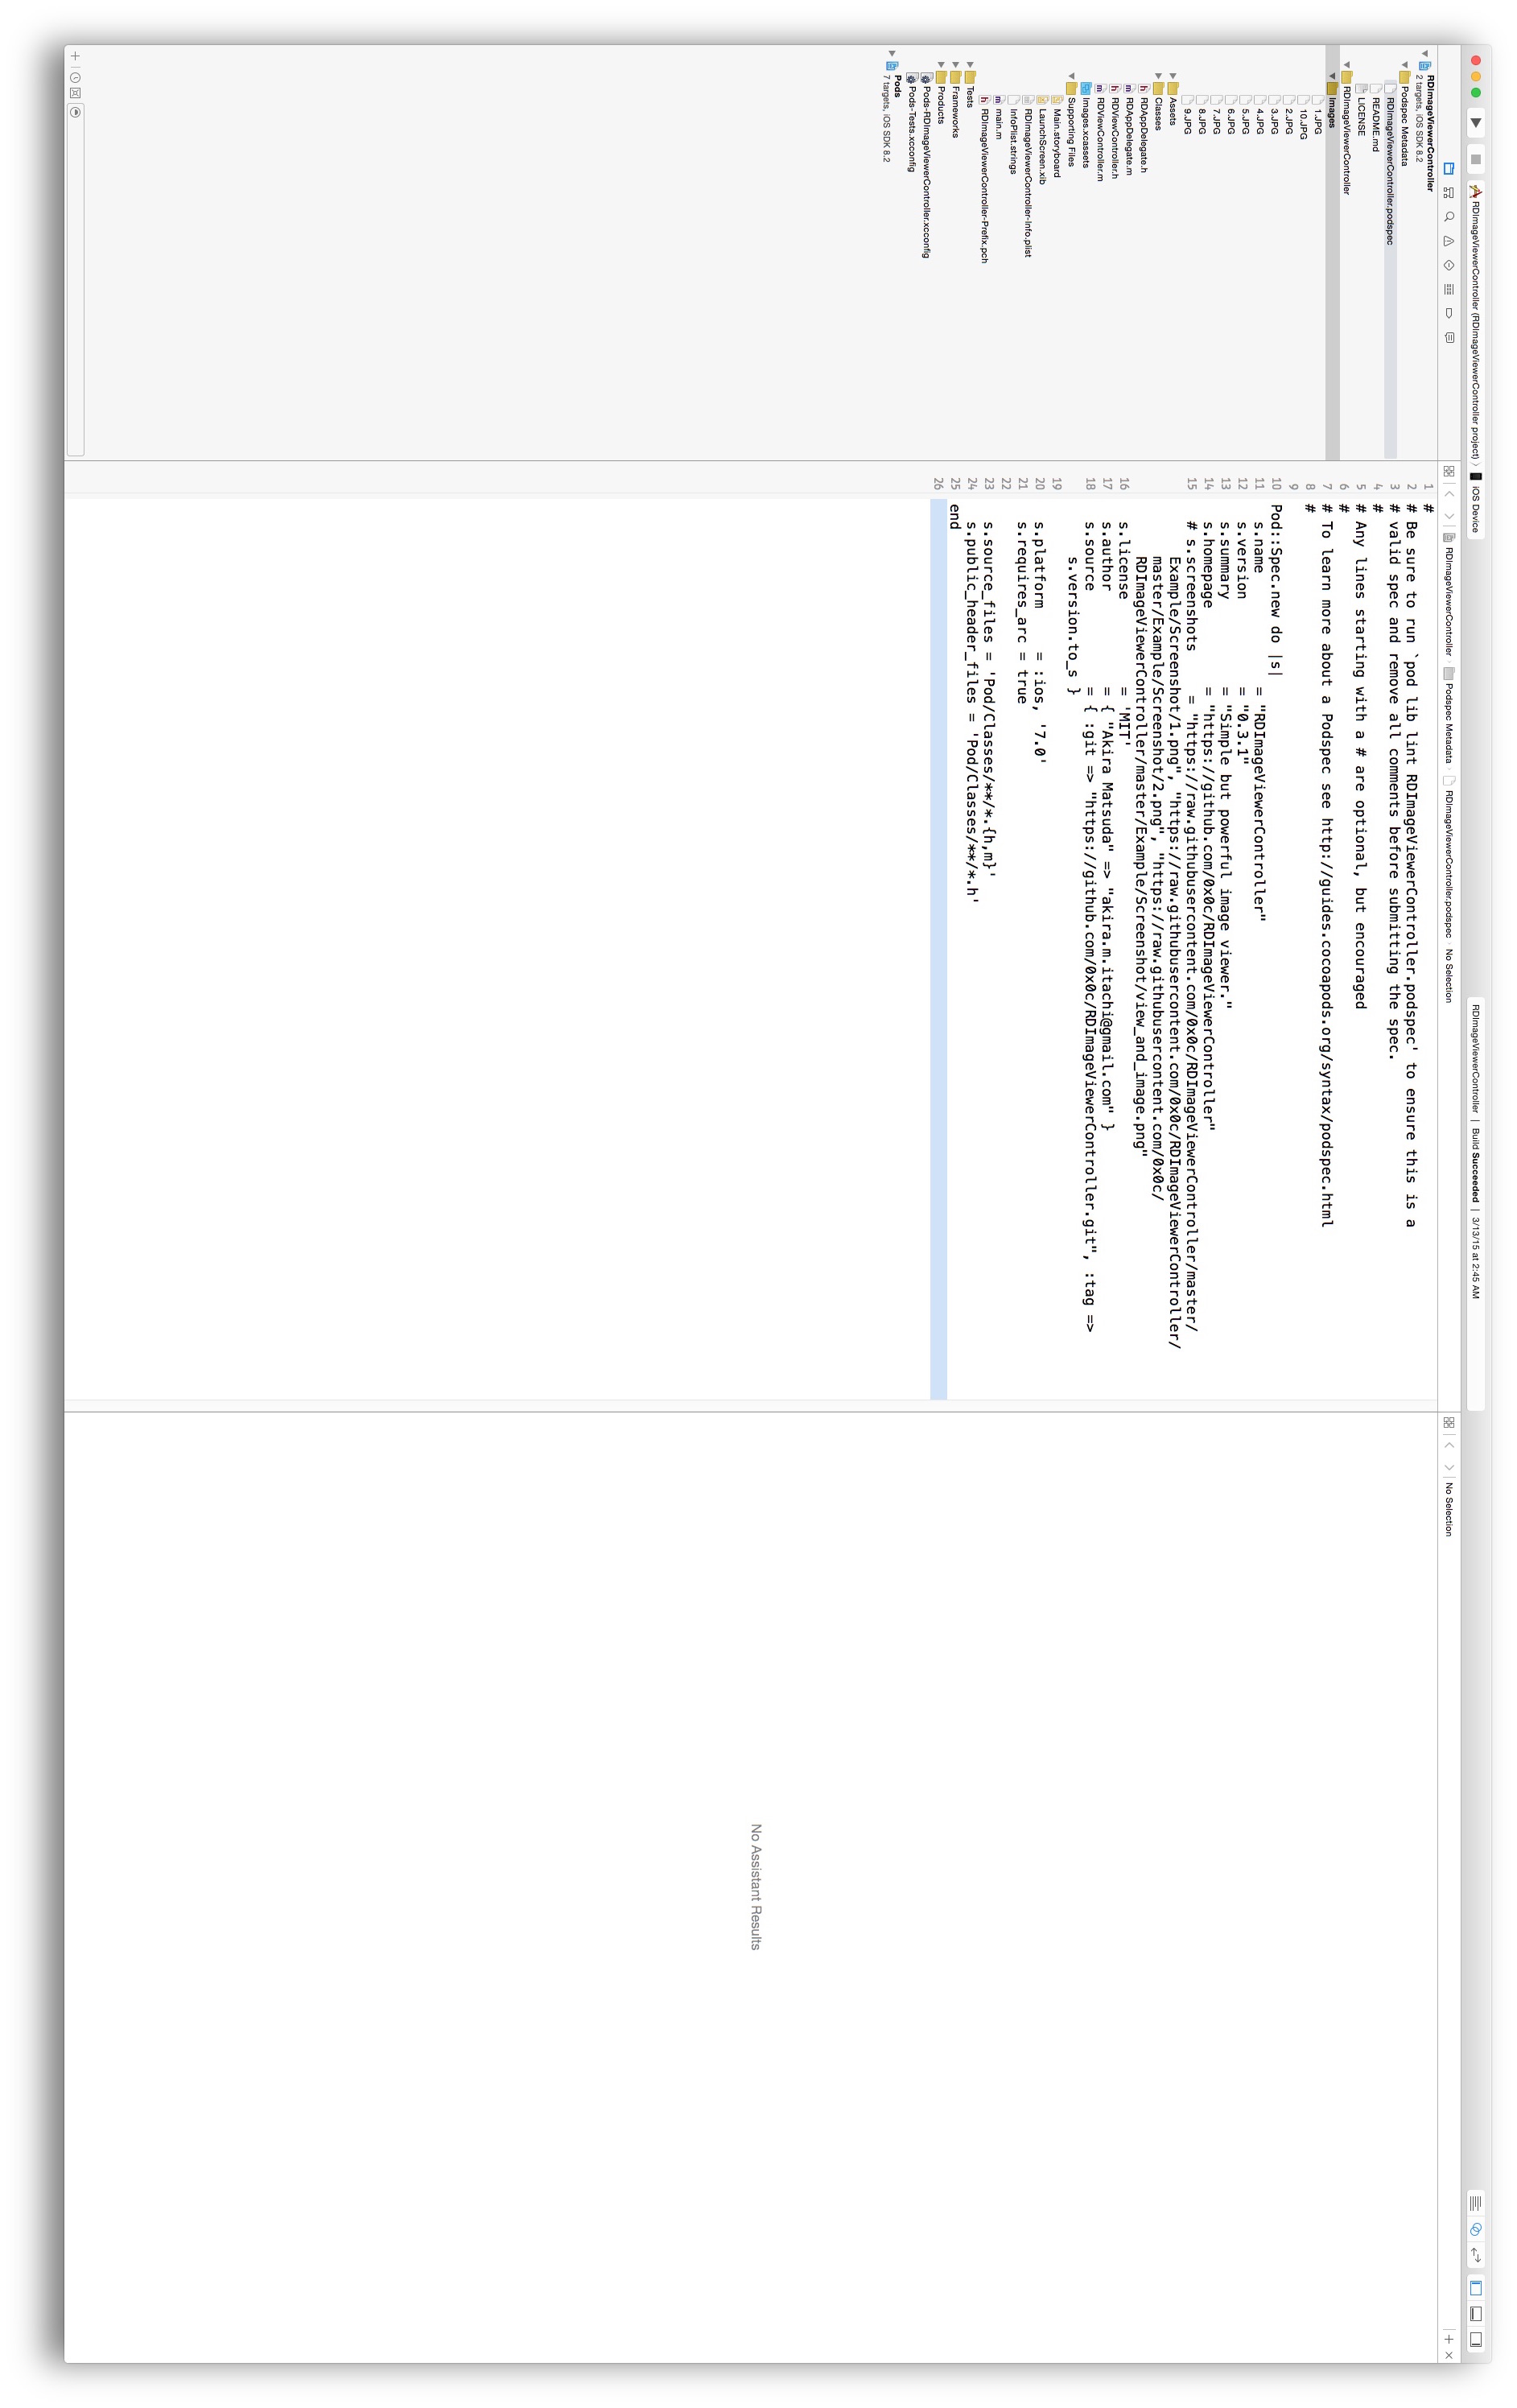 RDImageViewerController (RDImageViewerController project) 〉 iOS Device
RDImageViewerController | Build Succeeded | 3/13/15 at 2:45 AM
RDImageViewerController
2 targets, iOS SDK 8.2
Podspec Metadata
RDImageViewerController.podspec
README.md
LICENSE
RDImageViewerController
Images
1.JPG
10.JPG
2.JPG
3.JPG
4.JPG
5.JPG
6.JPG
7.JPG
8.JPG
9.JPG
Assets
Classes
RDAppDelegate.h
RDAppDelegate.m
RDViewController.h
RDViewController.m
Images.xcassets
Supporting Files
Main.storyboard
LaunchScreen.xib
RDImageViewerController-Info.plist
InfoPlist.strings
main.m
RDImageViewerController-Prefix.pch
Tests
Frameworks
Products
Pods-RDImageViewerController.xcconfig
Pods-Tests.xcconfig
Pods
7 targets, iOS SDK 8.2
RDImageViewerController 〉 Podspec Metadata 〉 RDImageViewerController.podspec 〉 No Selection
1 #
2 # Be sure to run `pod lib lint RDImageViewerController.podspec' to ensure this is a
3 # valid spec and remove all comments before submitting the spec.
4 #
5 # Any lines starting with a # are optional, but encouraged
6 #
7 # To learn more about a Podspec see http://guides.cocoapods.org/syntax/podspec.html
8 #
9
10 Pod::Spec.new do |s|
11 s.name = "RDImageViewerController"
12 s.version = "0.3.1"
13 s.summary = "Simple but powerful image viewer."
14 s.homepage = "https://github.com/0x0c/RDImageViewerController"
15 # s.screenshots = "https://raw.githubusercontent.com/0x0c/RDImageViewerController/master/
Example/Screenshot/1.png", "https://raw.githubusercontent.com/0x0c/RDImageViewerController/
master/Example/Screenshot/2.png", "https://raw.githubusercontent.com/0x0c/
RDImageViewerController/master/Example/Screenshot/view_and_image.png"
16 s.license = 'MIT'
17 s.author = { "Akira Matsuda" => "akira.m.itachi@gmail.com" }
18 s.source = { :git => "https://github.com/0x0c/RDImageViewerController.git", :tag =>
s.version.to_s }
19
20 s.platform = :ios, '7.0'
21 s.requires_arc = true
22
23 s.source_files = 'Pod/Classes/**/*.{h,m}'
24 s.public_header_files = 'Pod/Classes/**/*.h'
25 end
26
No Selection
No Assistant Results